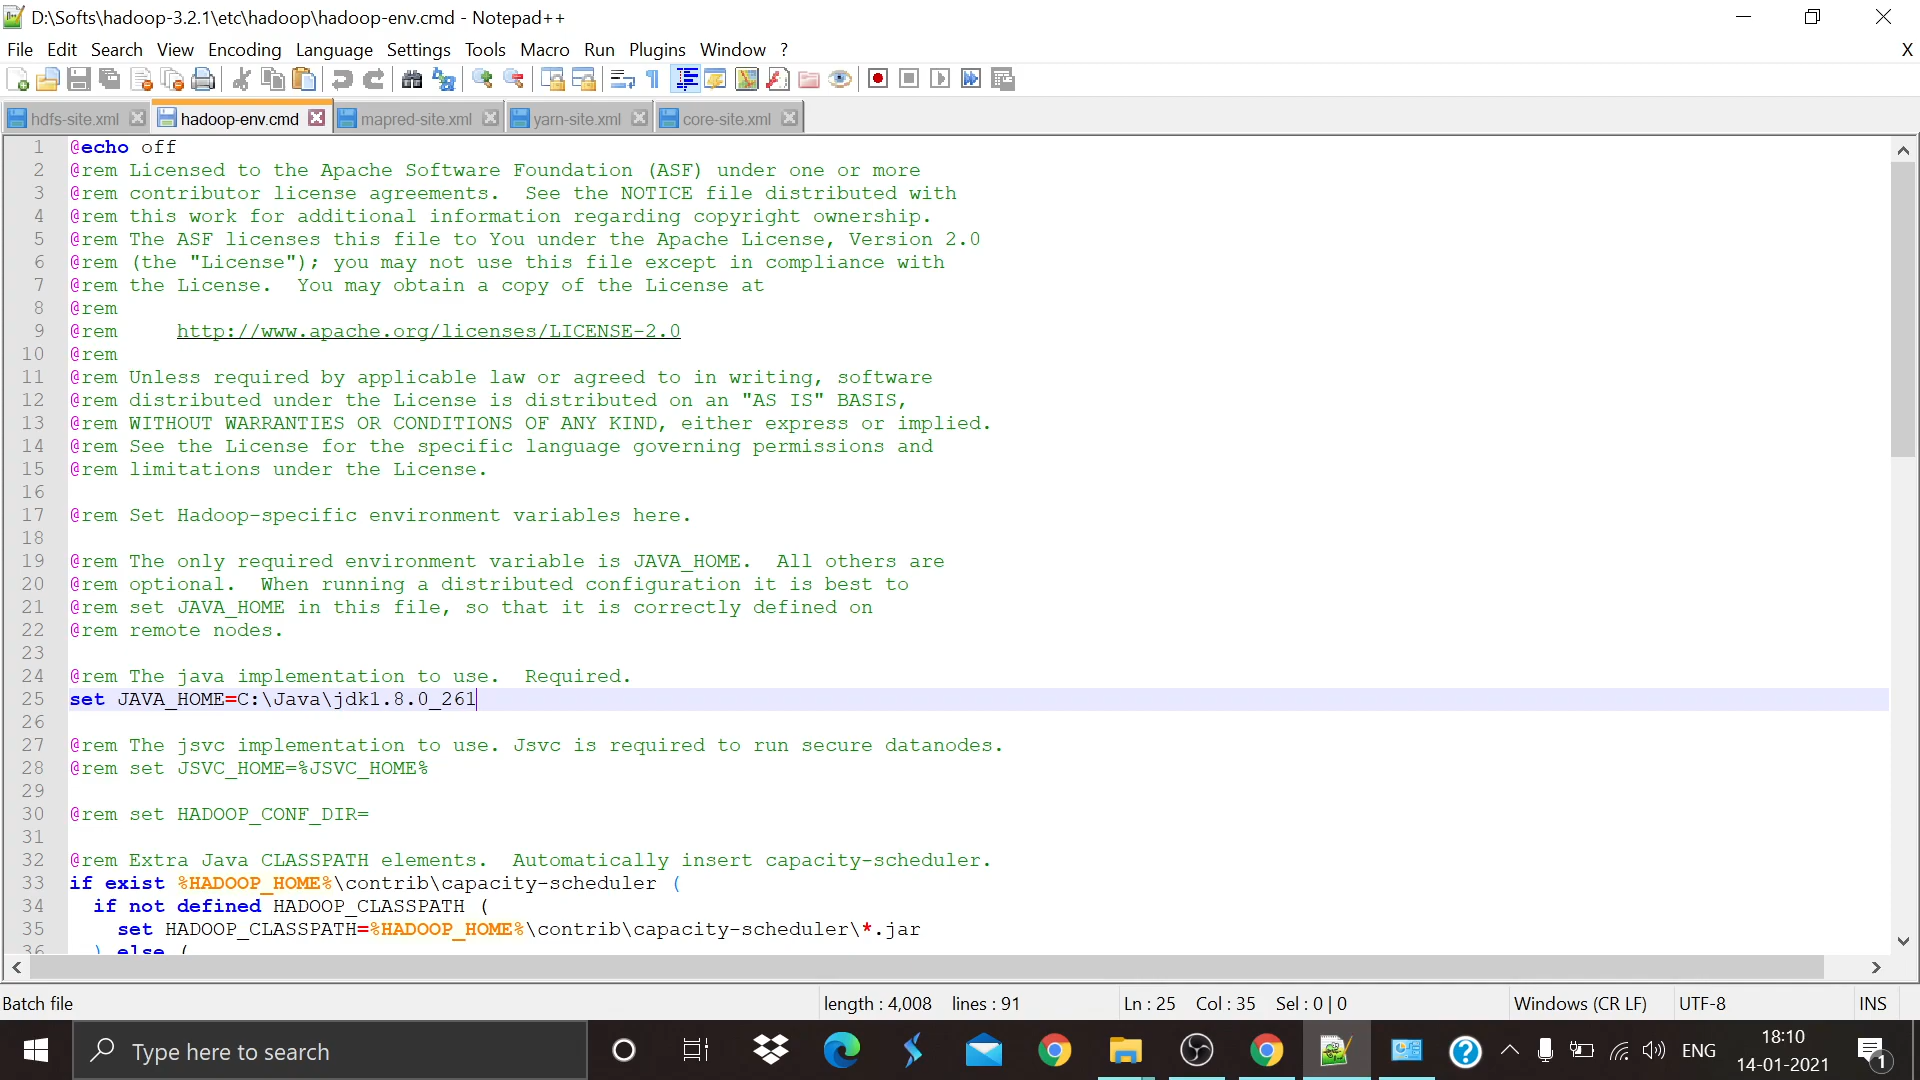 D:\Softs\hadoop-3.2.1\etc\hadoop\hadoop-env.cmd - Notepad++
File Edit Search View Encoding Language Settings Tools Macro Run Plugins Window ? X
hdfs-site.xml hadoop-env.cmd mapred-site.xml yarn-site.xml core-site.xml
1 @echo off
2 @rem Licensed to the Apache Software Foundation (ASF) under one or more
3 @rem contributor license agreements.  See the NOTICE file distributed with
4 @rem this work for additional information regarding copyright ownership.
5 @rem The ASF licenses this file to You under the Apache License, Version 2.0
6 @rem (the "License"); you may not use this file except in compliance with
7 @rem the License.  You may obtain a copy of the License at
8 @rem
9 @rem     http://www.apache.org/licenses/LICENSE-2.0
10 @rem
11 @rem Unless required by applicable law or agreed to in writing, software
12 @rem distributed under the License is distributed on an "AS IS" BASIS,
13 @rem WITHOUT WARRANTIES OR CONDITIONS OF ANY KIND, either express or implied.
14 @rem See the License for the specific language governing permissions and
15 @rem limitations under the License.
16
17 @rem Set Hadoop-specific environment variables here.
18
19 @rem The only required environment variable is JAVA_HOME.  All others are
20 @rem optional.  When running a distributed configuration it is best to
21 @rem set JAVA_HOME in this file, so that it is correctly defined on
22 @rem remote nodes.
23
24 @rem The java implementation to use.  Required.
25 set JAVA_HOME=C:\Java\jdk1.8.0_261
26
27 @rem The jsvc implementation to use. Jsvc is required to run secure datanodes.
28 @rem set JSVC_HOME=%JSVC_HOME%
29
30 @rem set HADOOP_CONF_DIR=
31
32 @rem Extra Java CLASSPATH elements.  Automatically insert capacity-scheduler.
33 if exist %HADOOP_HOME%\contrib\capacity-scheduler (
34   if not defined HADOOP_CLASSPATH (
35     set HADOOP_CLASSPATH=%HADOOP_HOME%\contrib\capacity-scheduler\*.jar
36   ) else (
Batch file length : 4,008 lines : 91 Ln : 25 Col : 35 Sel : 0 | 0 Windows (CR LF) UTF-8 INS
Type here to search ENG 18:10
14-01-2021 1